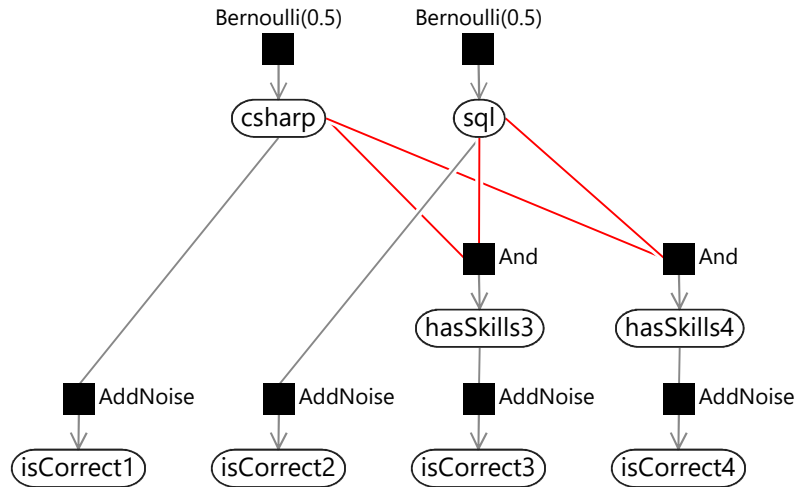 Bernoulli(0.5)
Bernoulli(0.5)
csharp
sql
And
And
hasSkills3
hasSkills4
AddNoise
AddNoise
AddNoise
AddNoise
isCorrect1
isCorrect2
isCorrect3
isCorrect4